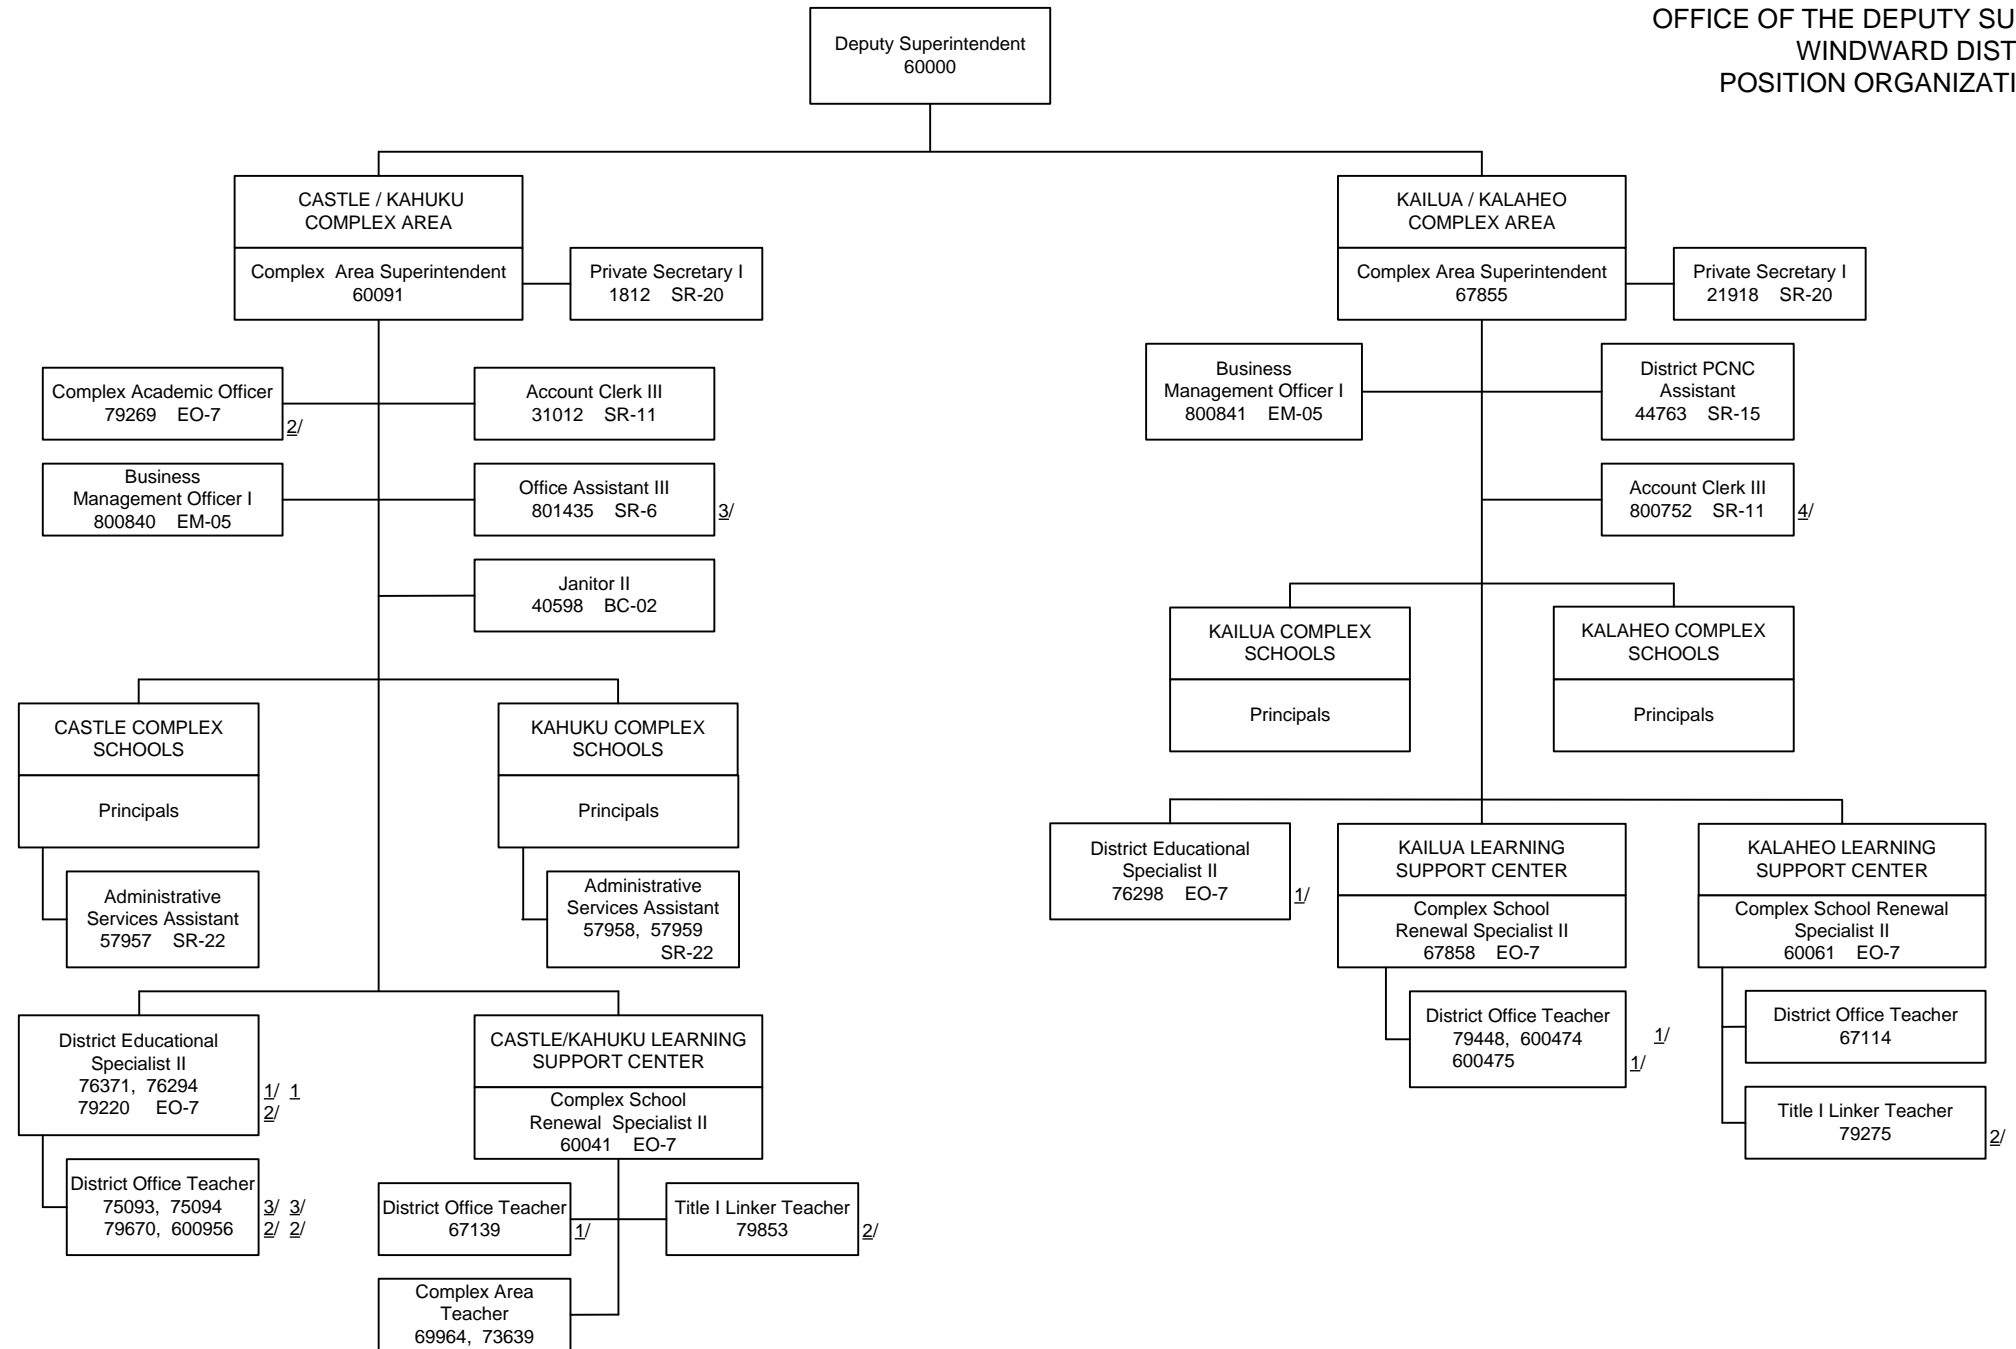 OFFICE OF THE DEPUTY SU
WINDWARD DIST
POSITION ORGANIZATI
Deputy Superintendent
60000
CASTLE / KAHUKU
COMPLEX AREA
Complex Area Superintendent
60091
Private Secretary I
1812 SR-20
Complex Academic Officer
79269 EO-7
2/
Account Clerk III
31012 SR-11
Business
Management Officer I
800840 EM-05
Office Assistant III
801435 SR-6
3/
Janitor II
40598 BC-02
CASTLE COMPLEX
SCHOOLS
Principals
Administrative
Services Assistant
57957 SR-22
KAHUKU COMPLEX
SCHOOLS
Principals
Administrative
Services Assistant
57958, 57959
SR-22
District Educational
Specialist II
76371, 76294 1/ 1
79220 EO-7 2/
District Office Teacher
75093, 75094 3/ 3/
79670, 600956 2/ 2/
CASTLE/KAHUKU LEARNING
SUPPORT CENTER
Complex School
Renewal Specialist II
60041 EO-7
District Office Teacher
67139 1/
Title I Linker Teacher
79853 2/
Complex Area
Teacher
69964, 73639
KAILUA / KALAHEO
COMPLEX AREA
Complex Area Superintendent
67855
Private Secretary I
21918 SR-20
Business
Management Officer I
800841 EM-05
District PCNC
Assistant
44763 SR-15
Account Clerk III
800752 SR-11 4/
KAILUA COMPLEX
SCHOOLS
Principals
KALAHEO COMPLEX
SCHOOLS
Principals
District Educational
Specialist II
76298 EO-7 1/
KAILUA LEARNING
SUPPORT CENTER
Complex School
Renewal Specialist II
67858 EO-7
District Office Teacher
79448, 600474 1/
600475 1/
KALAHEO LEARNING
SUPPORT CENTER
Complex School Renewal
Specialist II
60061 EO-7
District Office Teacher
67114
Title I Linker Teacher
79275 2/